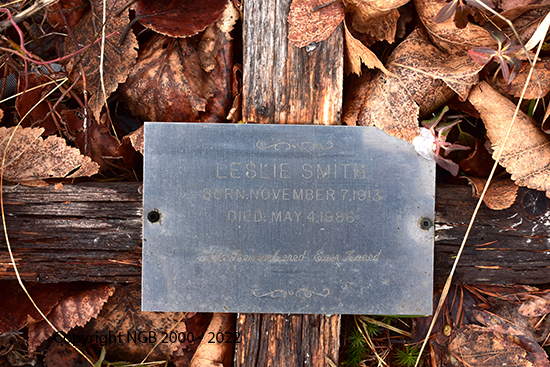 LESLIE SMITH
BORN. NOVEMBER 7, 1913
DIED. MAY 4, 1986
Ever Loved
Copyright NGB 2000 - 2022